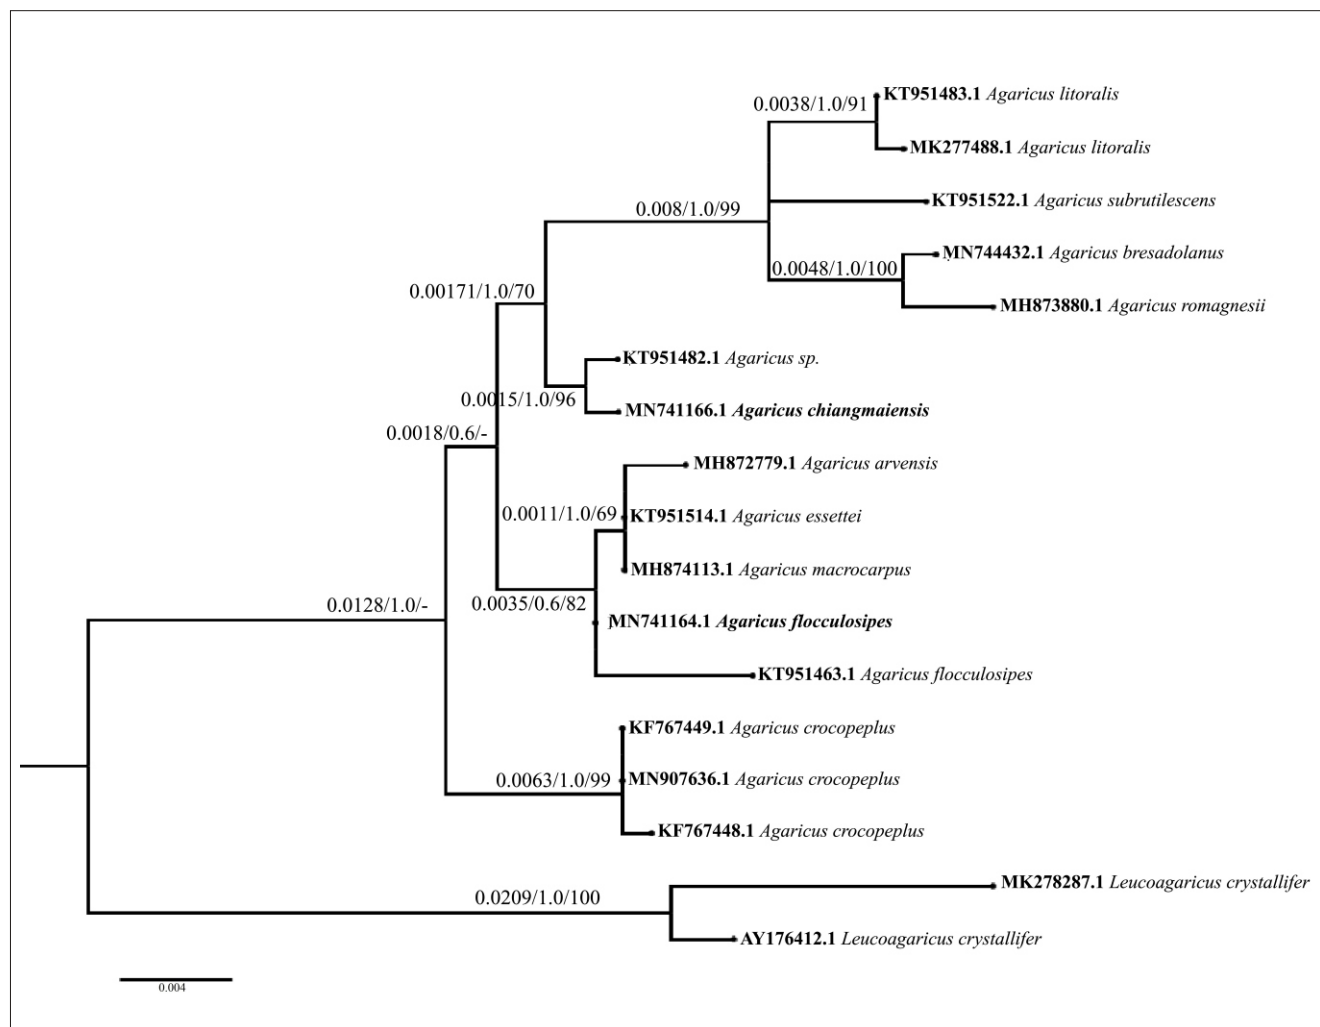 KT951483.1 Agaricus litoralis
0.0038/1.0/91
MK277488.1 Agaricus litoralis
KT951522.1 Agaricus subrutilescens
0.008/1.0/99
MN744432.1 Agaricus bresadolanus
0.0048/1.0/100
MH873880.1 Agaricus romagnesii
0.00171/1.0/70
KT951482.1 Agaricus sp.
0.0015/1.0/96
MN741166.1 Agaricus chiangmaiensis
0.0018/0.6/-
MH872779.1 Agaricus arvensis
0.0011/1.0/69
KT951514.1 Agaricus essettei
MH874113.1 Agaricus macrocarpus
0.0128/1.0/-
0.0035/0.6/82
MN741164.1 Agaricus flocculosipes
KT951463.1 Agaricus flocculosipes
KF767449.1 Agaricus crocopeplus
0.0063/1.0/99
MN907636.1 Agaricus crocopeplus
KF767448.1 Agaricus crocopeplus
MK278287.1 Leucoagaricus crystallifer
0.0209/1.0/100
AY176412.1 Leucoagaricus crystallifer
0.004